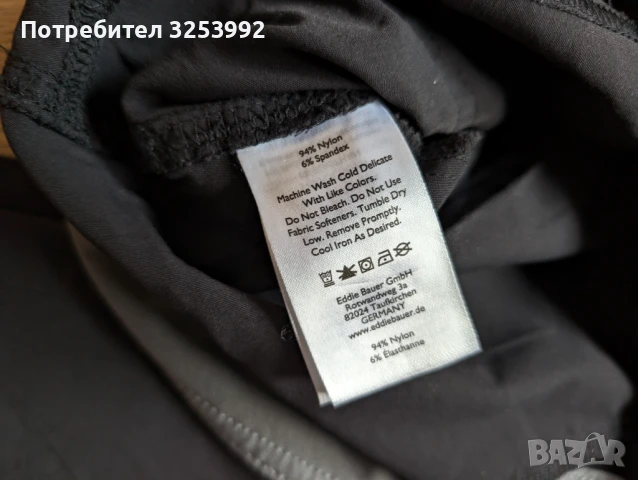 Потребител 3253992
94% Nylon
6% Spandex
Machine Wash Cold Delicate
With Like Colors.
Do Not Bleach. Do Not Use
Fabric Softeners. Tumble Dry
Low. Remove Promptly.
Cool Iron As Desired.
Eddie Bauer GmbH
Rotwandweg 3a
82024 Taufkirchen
GERMANY
www.eddiebauer.de
94% Nylon
6% Élasthanne
BAZAR